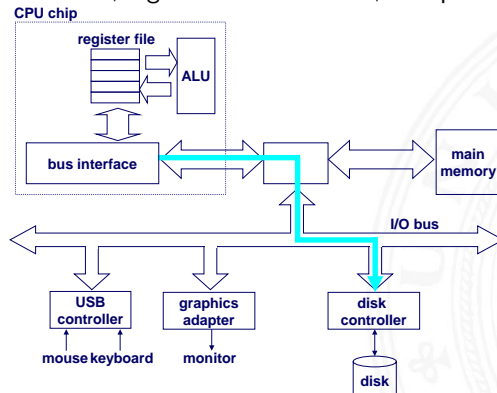 CPU chip
register file
ALU
bus interface
main
memory
I/O bus
USB
controller
graphics
adapter
disk
controller
mouse keyboard
monitor
disk